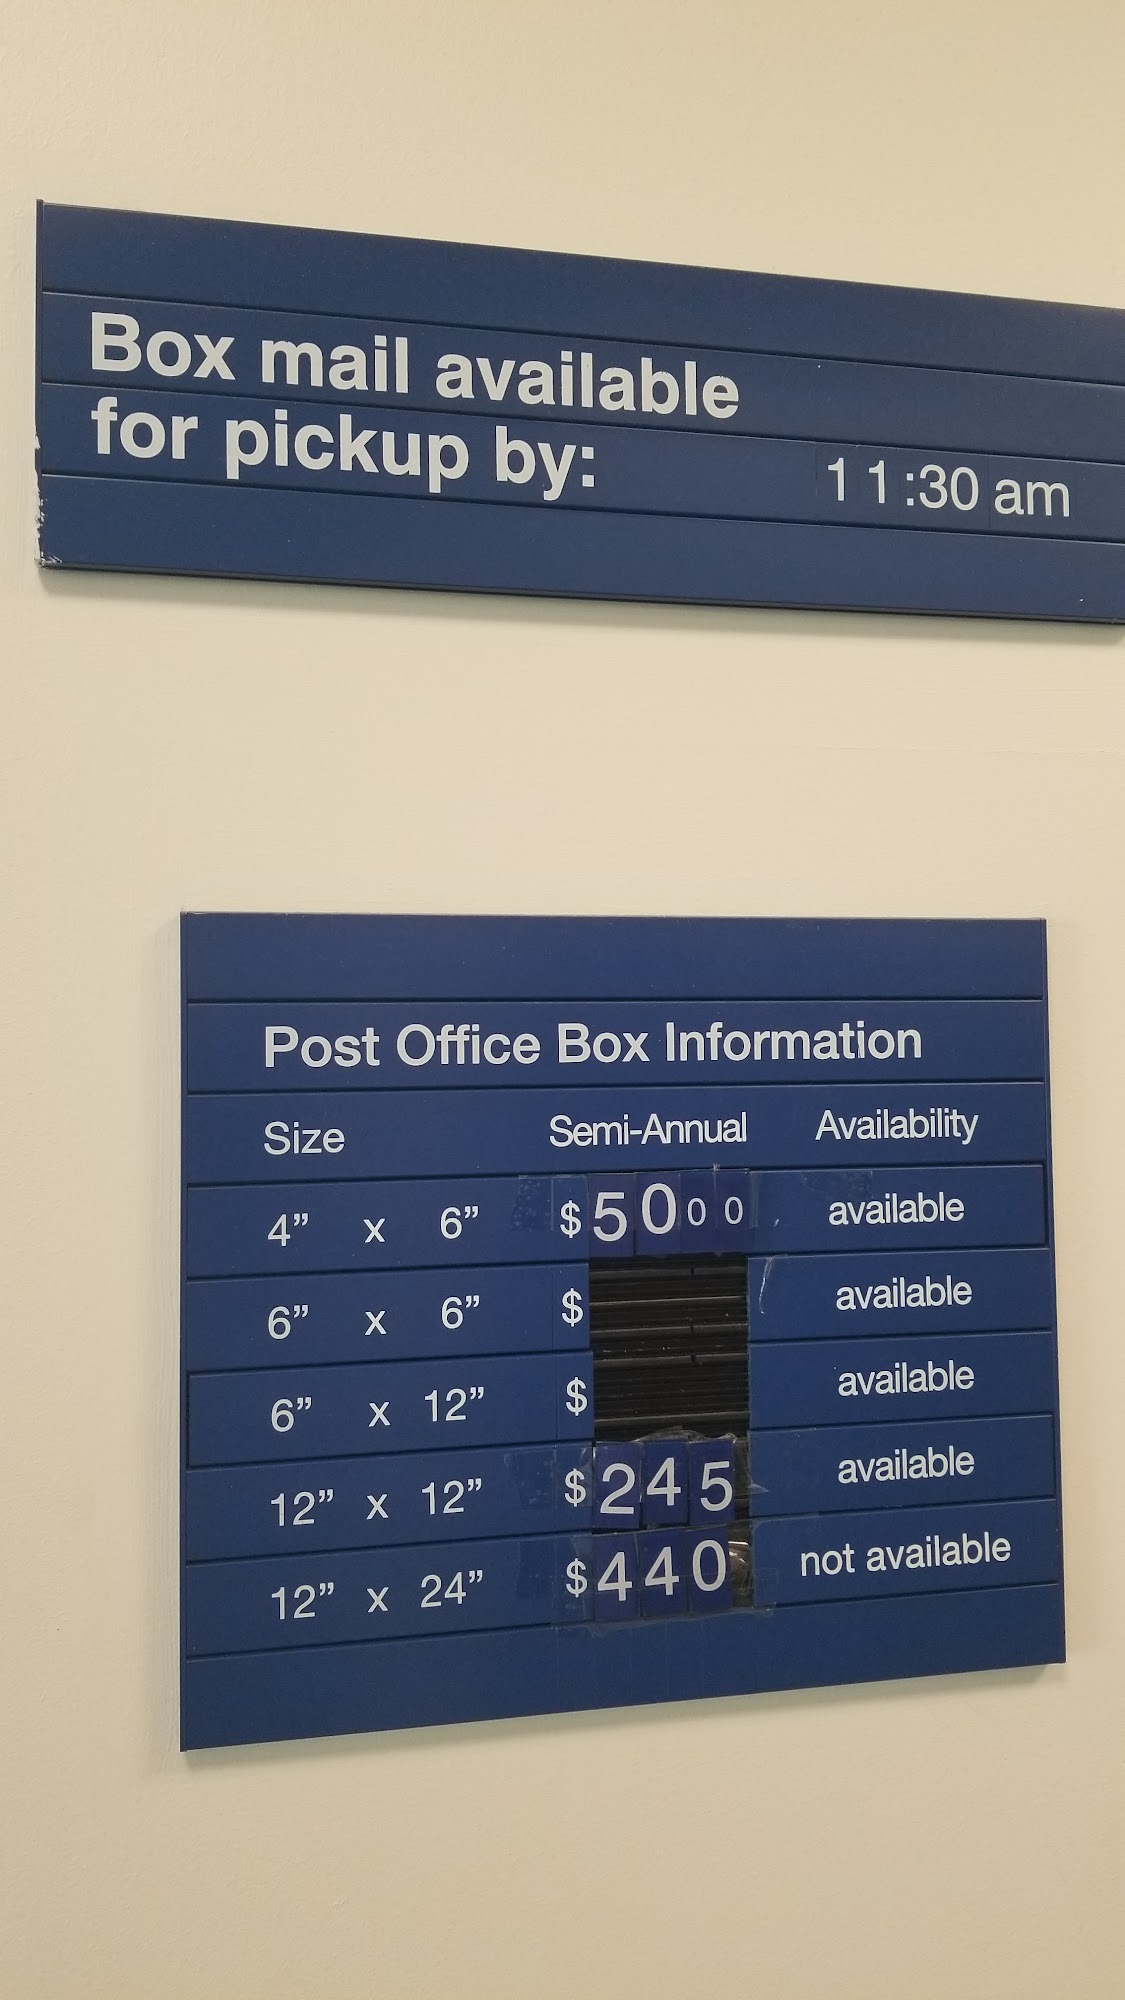 Box mail available
for pickup by: 11:30 am
Post Office Box Information
Size Semi-Annual Availability
4” x 6” $50 00 available
6” x 6” $ available
6” x 12” $ available
12” x 12” $245 available
12” x 24” $440 not available